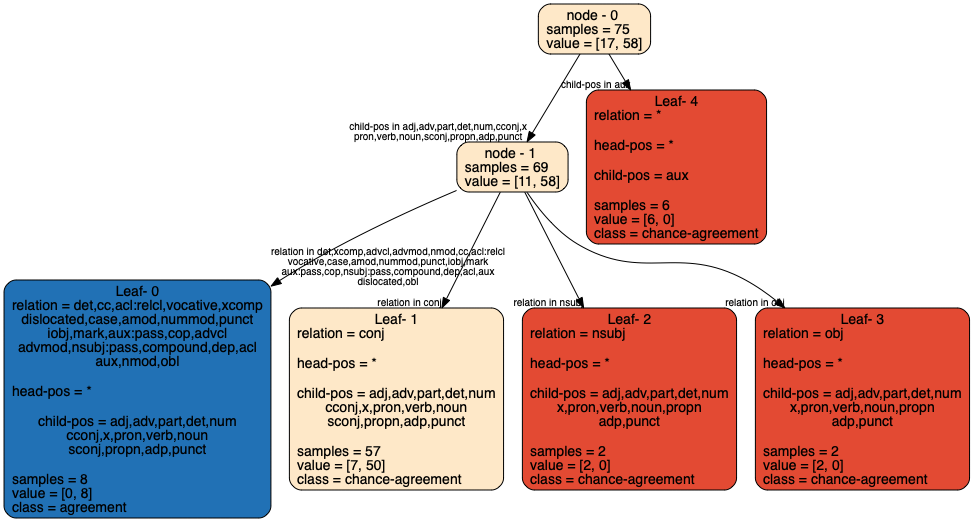 node - 0
samples = 75
value = [17, 58]
child-pos in aux
Leaf- 4
relation = *
head-pos = *
child-pos = aux
samples = 6
value = [6, 0]
class = chance-agreement
child-pos in adj,adv,part,det,num,cconj,x
pron,verb,noun,sconj,propn,adp,punct
node - 1
samples = 69
value = [11, 58]
relation in det,xcomp,advcl,advmod,nmod,cc,acl:relcl
vocative,case,amod,nummod,punct,iobj,mark
aux:pass,cop,nsubj:pass,compound,dep,acl,aux
dislocated,obl
relation in conj
relation in nsubj
relation in obj
Leaf- 0
relation = det,cc,acl:relcl,vocative,xcomp
dislocated,case,amod,nummod,punct
iobj,mark,aux:pass,cop,advcl
advmod,nsubj:pass,compound,dep,acl
aux,nmod,obl
head-pos = *
child-pos = adj,adv,part,det,num
cconj,x,pron,verb,noun
sconj,propn,adp,punct
samples = 8
value = [0, 8]
class = agreement
Leaf- 1
relation = conj
head-pos = *
child-pos = adj,adv,part,det,num
cconj,x,pron,verb,noun
sconj,propn,adp,punct
samples = 57
value = [7, 50]
class = chance-agreement
Leaf- 2
relation = nsubj
head-pos = *
child-pos = adj,adv,part,det,num
x,pron,verb,noun,propn
adp,punct
samples = 2
value = [2, 0]
class = chance-agreement
Leaf- 3
relation = obj
head-pos = *
child-pos = adj,adv,part,det,num
x,pron,verb,noun,propn
adp,punct
samples = 2
value = [2, 0]
class = chance-agreement